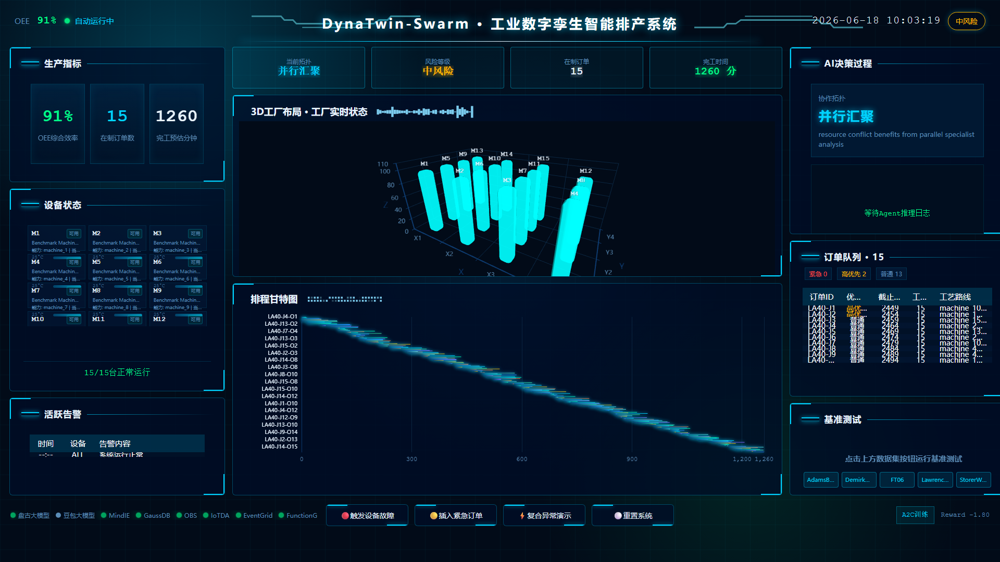 OEE 91% 自动运行中
DynaTwin-Swarm • 工业数字孪生智能排产系统
2026-06-18 10:03:19 中风险
生产指标
91% 15 1260
OEE综合效率 在制订单数 完工预估分钟
设备状态
M1 可用 M2 可用 M3 可用
Benchmark Machin... Benchmark Machin... Benchmark Machin...
能力: machine_1 | 当... 能力: machine_2 | 当... 能力: machine_3 | 当...
25°C 25°C 25°C
M4 可用 M5 可用 M6 可用
Benchmark Machin... Benchmark Machin... Benchmark Machin...
能力: machine_4 | 当... 能力: machine_5 | 当... 能力: machine_6 | 当...
25°C 25°C 25°C
M7 可用 M8 可用 M9 可用
Benchmark Machin... Benchmark Machin... Benchmark Machin...
能力: machine_7 | 当... 能力: machine_8 | 当... 能力: machine_9 | 当...
25°C 25°C 25°C
M10 可用 M11 可用 M12 可用
15/15台正常运行
活跃告警
时间 设备 告警内容
--:-- ALL 系统运行正常
当前拓扑
并行汇聚
风险等级
中风险
在制订单
15
完工时间
1260 分
3D工厂布局 • 工厂实时状态
M13
M9 M14
M5 M10 M15
M1 M6 M11
M2 M7 M12
M3 M8
M4
110
100
80
60
40
20
0
Z
X1
X2
X3
X
Y4
Y3
Y2
Y
排程甘特图
LA40-J4-O1
LA40-J13-O2
LA40-J7-O4
LA40-J13-O3
LA40-J15-O2
LA40-J2-O3
LA40-J14-O8
LA40-J3-O8
LA40-J8-O10
LA40-J15-O8
LA40-J15-O10
LA40-J14-O12
LA40-J1-O10
LA40-J4-O12
LA40-J12-O9
LA40-J13-O10
LA40-J9-O14
LA40-J2-O13
LA40-J14-O15
0 300 600 900 1,200 1,260
AI决策过程
协作拓扑
并行汇聚
resource conflict benefits from parallel specialist
analysis
等待Agent推理日志
订单队列 • 15
紧急 0 高优先 2 普通 13
订单ID 优... 截止... 工... 工艺路线
LA40-J1 高优... 2449 15 machine_10...
LA40-J2 高优... 2454 15 machine_1...
LA40-J3 普通 2459 15 machine_15...
LA40-J4 普通 2464 15 machine_2...
LA40-J5 普通 2469 15 machine_13...
LA40-J6 普通 2474 15 machine_2...
LA40-J7 普通 2479 15 machine_10...
LA40-J8 普通 2484 15 machine_4...
LA40-J9 普通 2489 15 machine_4...
LA40-... 普通 2494 15 machine_1...
基准测试
点击上方数据集按钮运行基准测试
AdamsB... Demirk... FT06 Lawrenc... StorerW...
盘古大模型 豆包大模型 MindIE GaussDB OBS IoTDA EventGrid FunctionG
触发设备故障 插入紧急订单 复合异常演示 重置系统
A2C训练 Reward -1.80